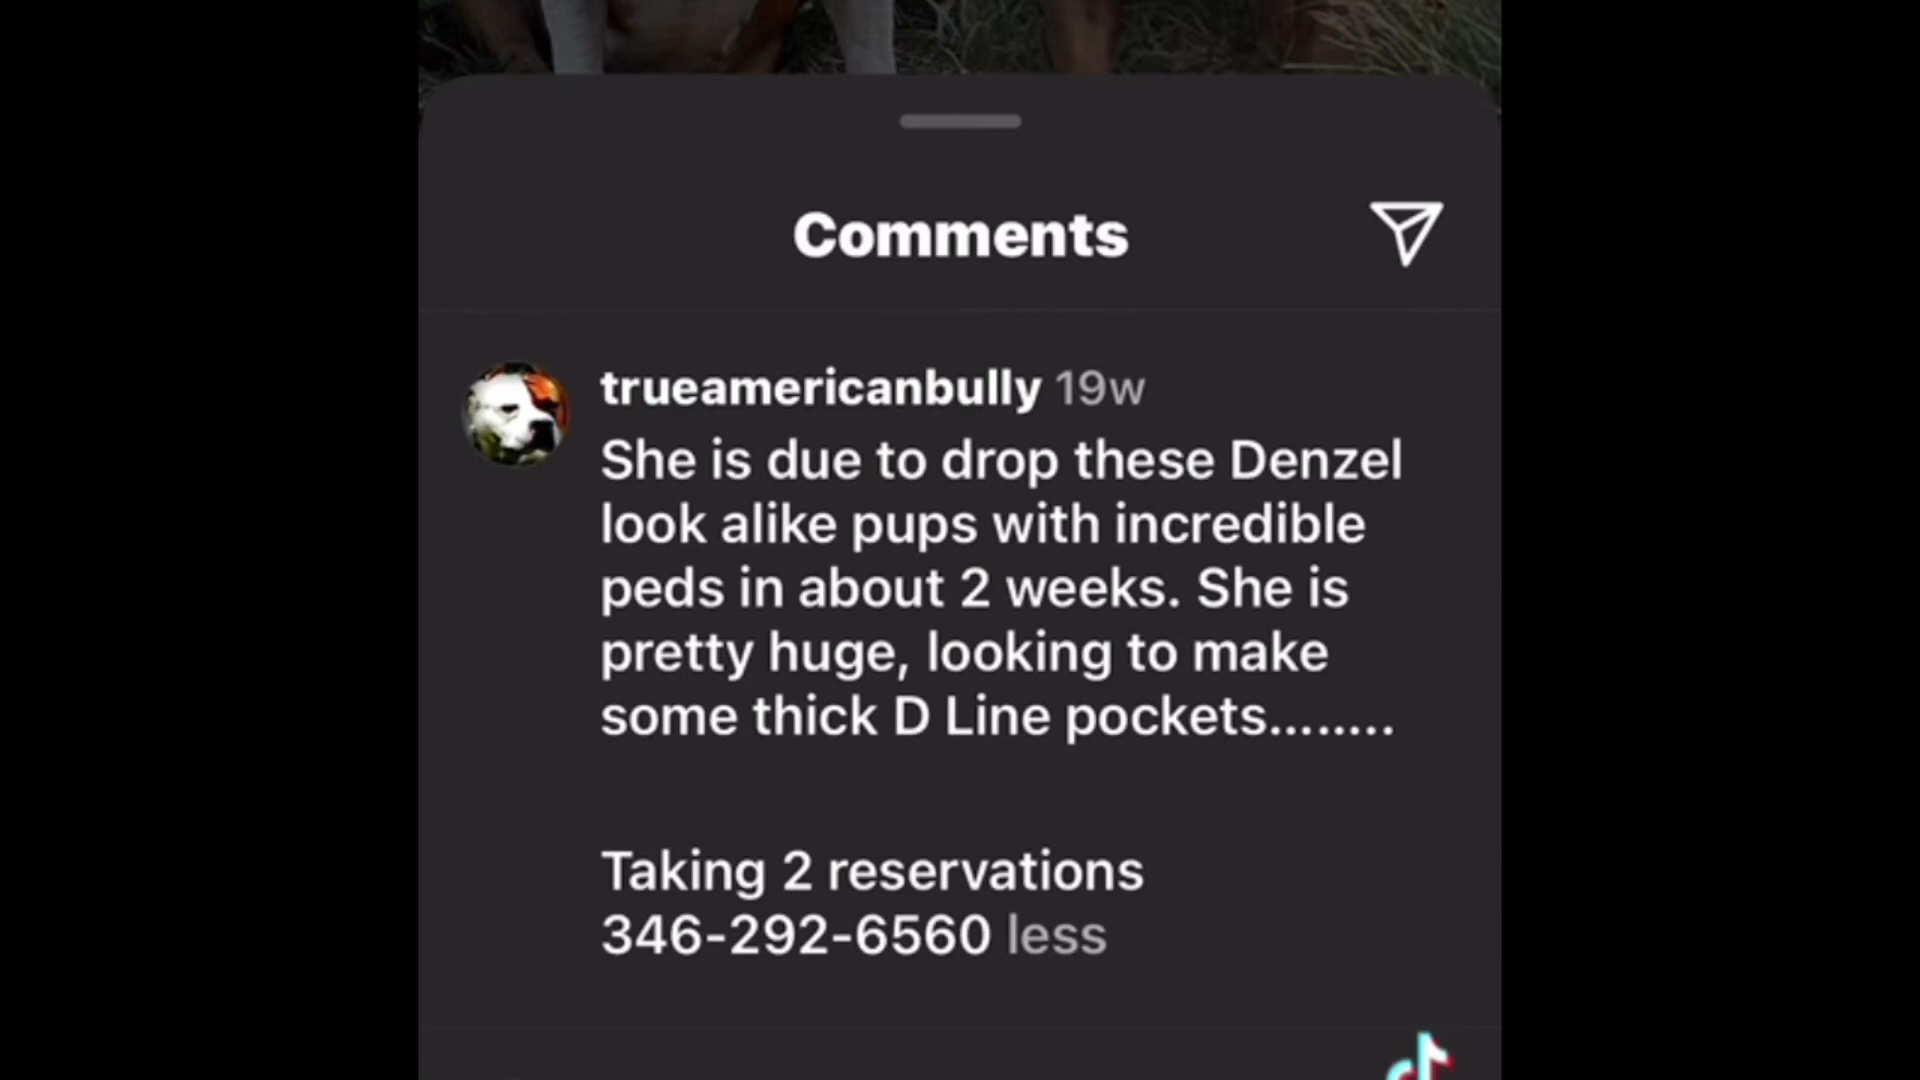 Comments
trueamericanbully 19w
She is due to drop these Denzel
look alike pups with incredible
peds in about 2 weeks. She is
pretty huge, looking to make
some thick D Line pockets........
Taking 2 reservations
346-292-6560 less